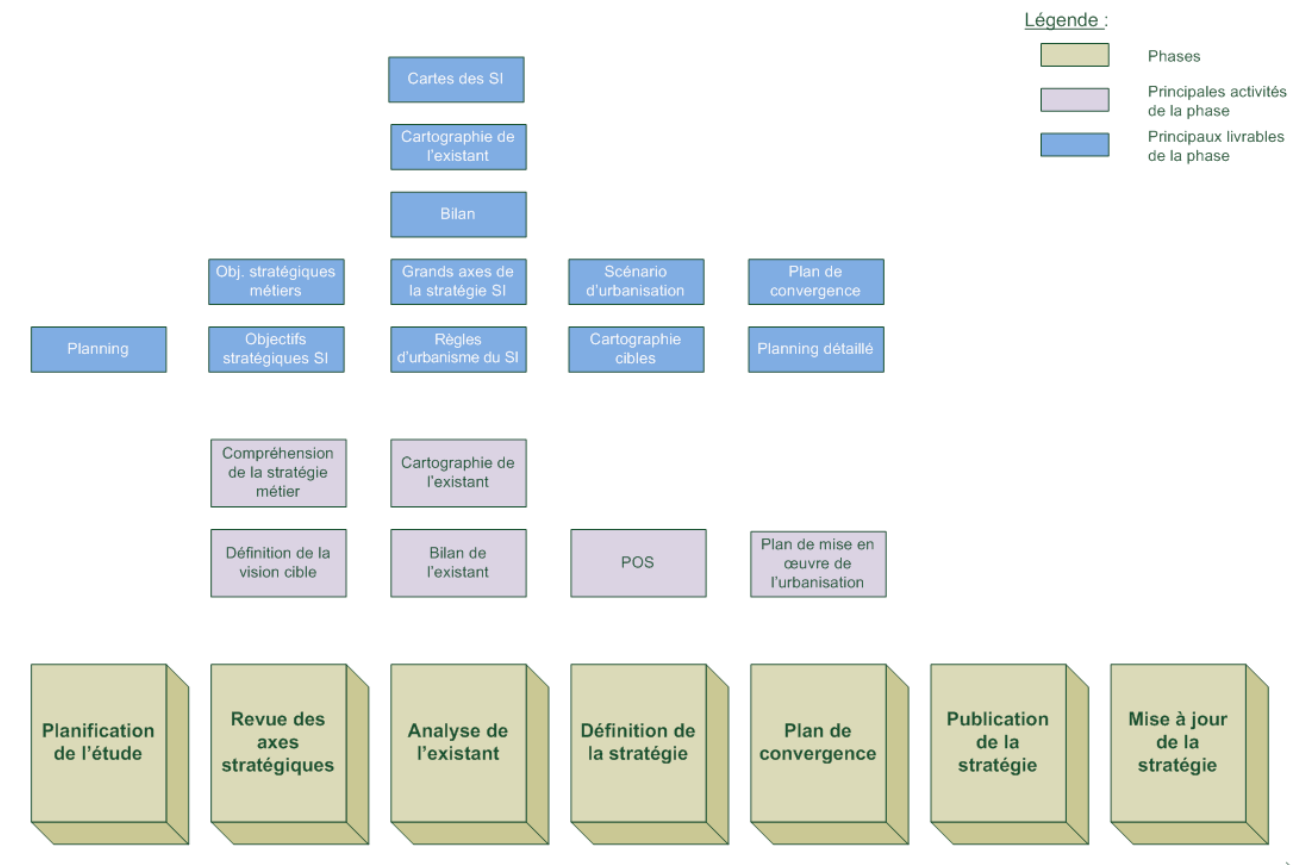 Légende :
Phases
Principales activités
de la phase
Principaux livrables
de la phase
Cartes des SI
Cartographie de
l'existant
Bilan
Obj. stratégiques
métiers
Grands axes de
la stratégie SI
Scénario
d'urbanisation
Plan de
convergence
Planning
Objectifs
stratégiques SI
Règles
d'urbanisme du SI
Cartographie
cibles
Planning détaillé
Compréhension
de la stratégie
métier
Cartographie de
l'existant
Définition de la
vision cible
Bilan de
l'existant
POS
Plan de mise en
œuvre de
l'urbanisation
Planification
de l'étude
Revue des
axes
stratégiques
Analyse de
l'existant
Définition de
la stratégie
Plan de
convergence
Publication
de la
stratégie
Mise à jour
de la
stratégie